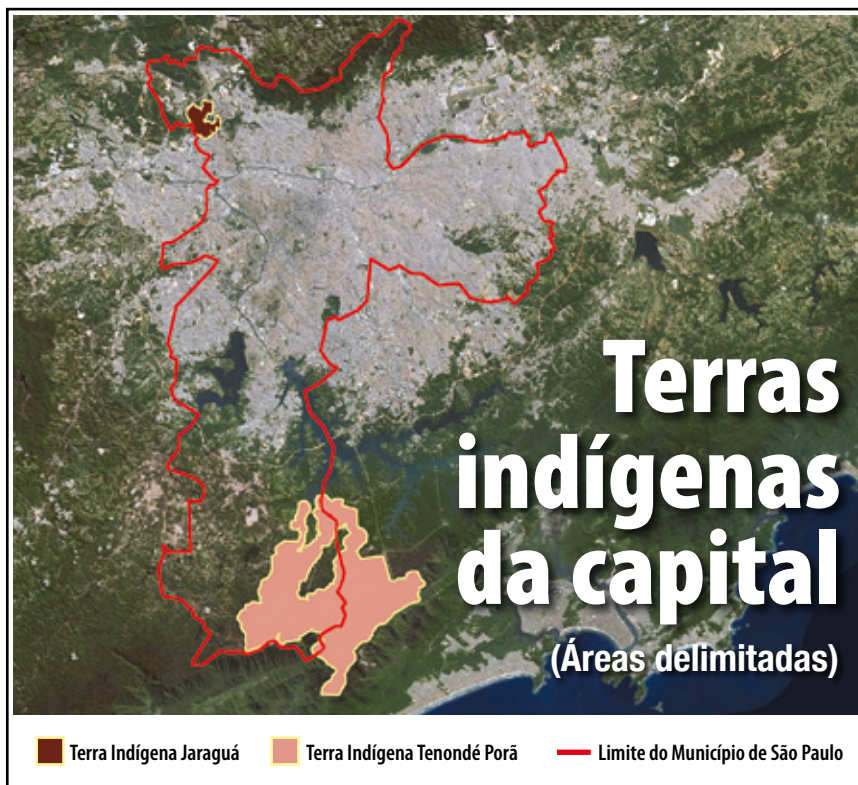 Terras
indígenas
da capital
(Áreas delimitadas)
Terra Indígena Jaraguá
Terra Indígena Tenondé Porã
Limite do Município de São Paulo